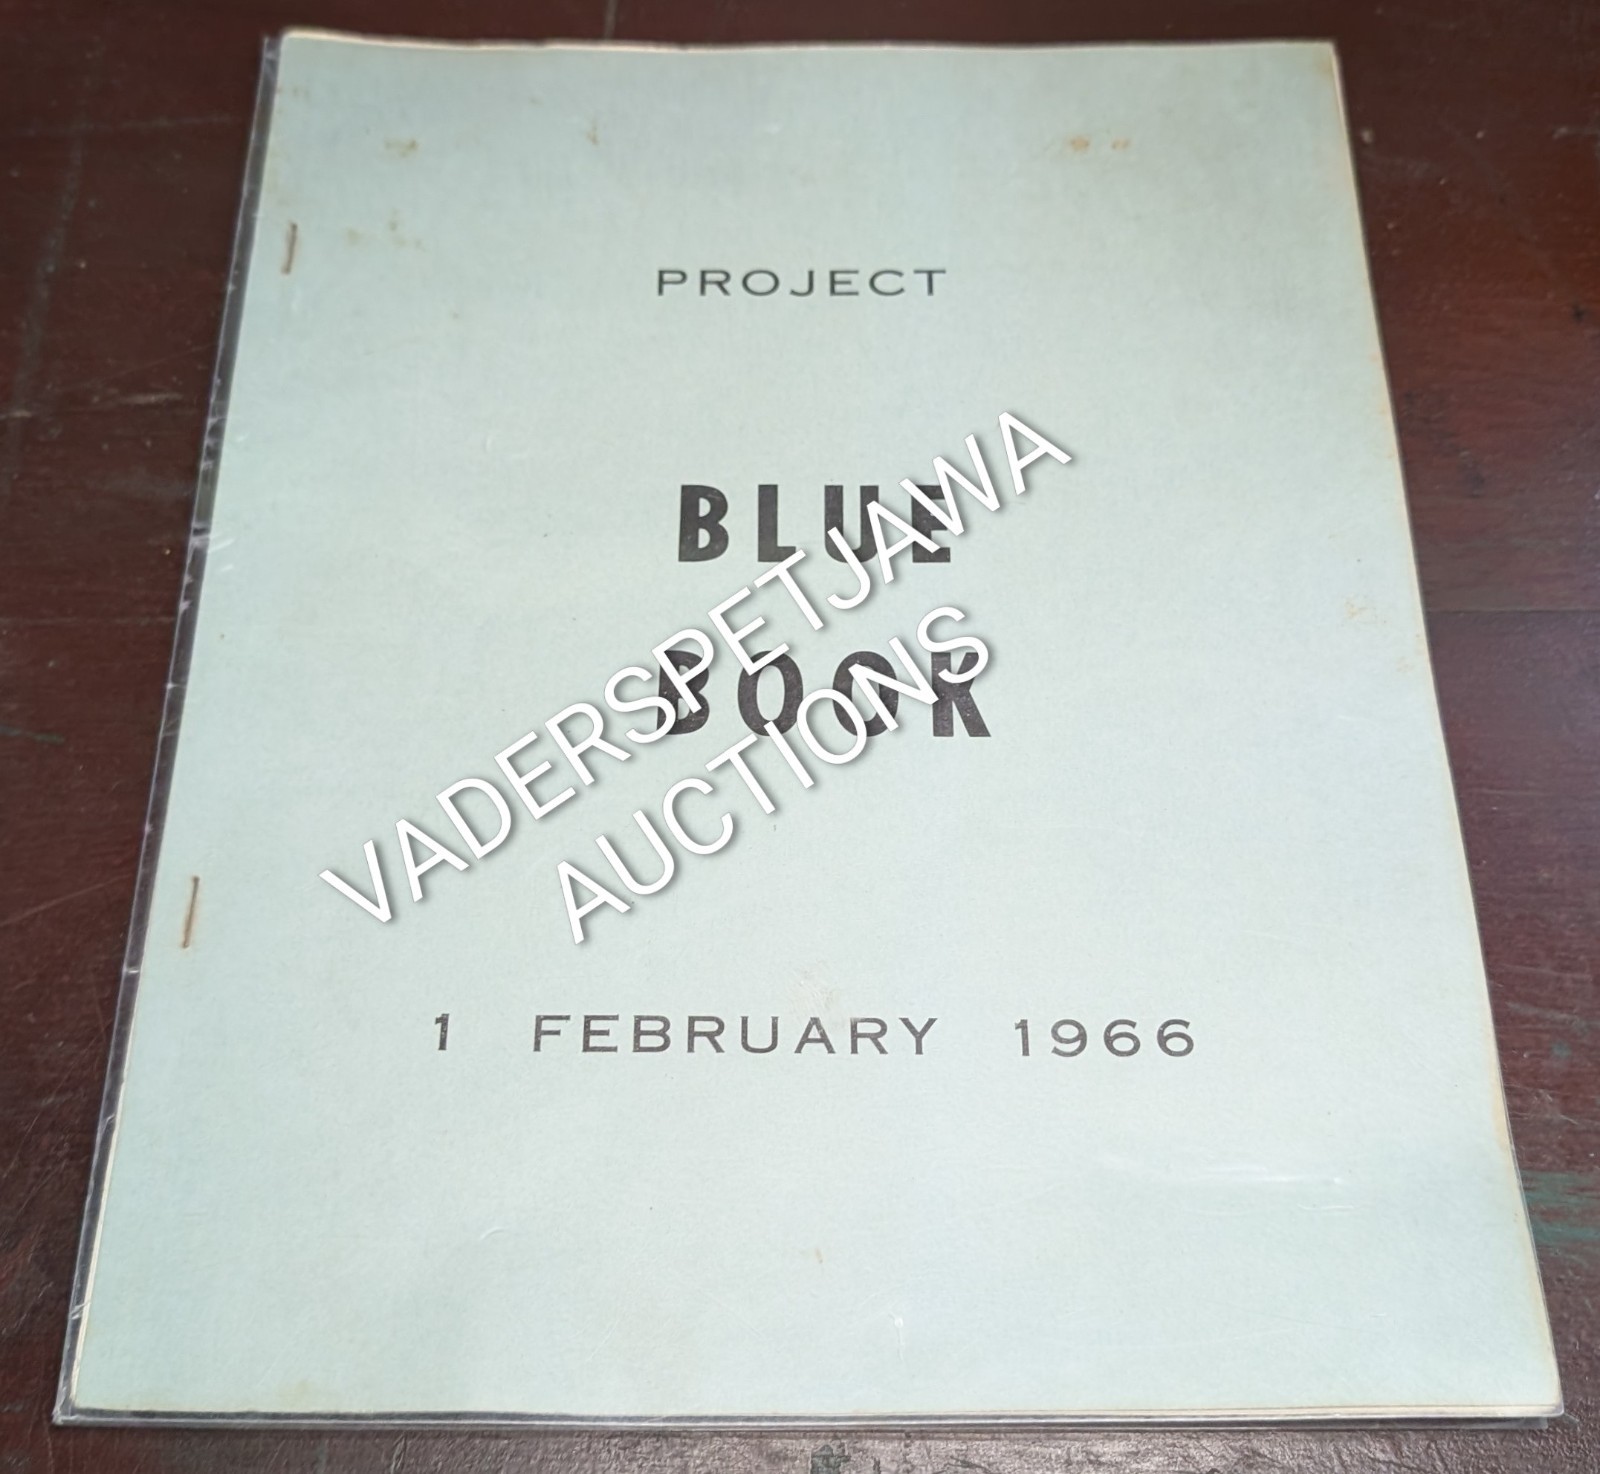 PROJECT
BLUE
BOOK
VADERSPETJAWA
AUCTIONS
1 FEBRUARY 1966